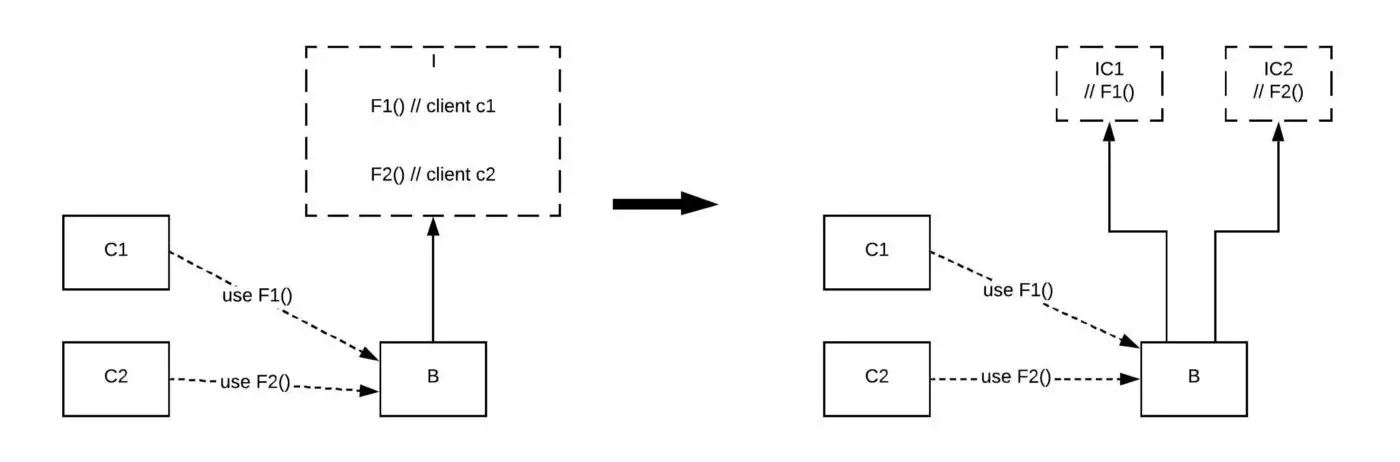 I
F1() // client c1
F2() // client c2
C1
use F1()
C2
use F2()
B
IC1
// F1()
IC2
// F2()
C1
use F1()
C2
use F2()
B